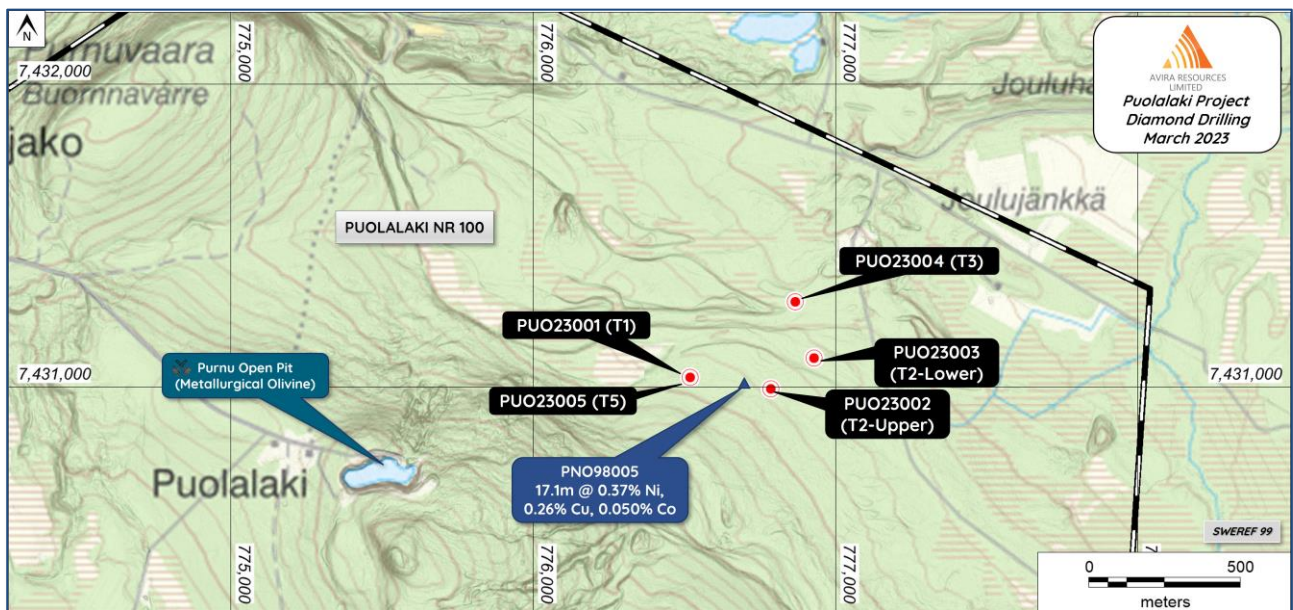 N
775,000
776,000
777,000
7,432,000
Buornnavárre
jako
AVIRA RESOURCES
LIMITED
Puolalaki Project
Diamond Drilling
March 2023
Joulujänkkä
PUOLALAKI NR 100
PUO23004 (T3)
PUO23001 (T1)
PUO23003
(T2-Lower)
Purnu Open Pit
(Metallurgical Olivine)
7,431,000
7,431,000
PUO23005 (T5)
PUO23002
(T2-Upper)
PNO98005
17.1m @ 0.37% Ni,
0.26% Cu, 0.050% Co
Puolalaki
SWEREF 99
775,000
776,000
777,000
0 500
meters